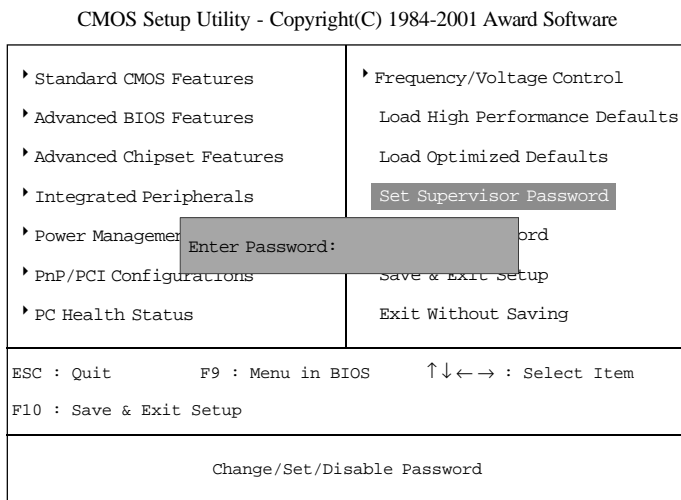 CMOS Setup Utility - Copyright(C) 1984-2001 Award Software
Standard CMOS Features
Advanced BIOS Features
Advanced Chipset Features
Integrated Peripherals
Power
PnP/PCI Configurations
PC Health Status
Frequency/Voltage Control
Load High Performance Defaults
Load Optimized Defaults
Set Supervisor Password
Save & Exit Setup
Exit Without Saving
Enter Password:
ESC : Quit F9 : Menu in BIOS ↑↓←→ : Select Item
F10 : Save & Exit Setup
Change/Set/Disable Password